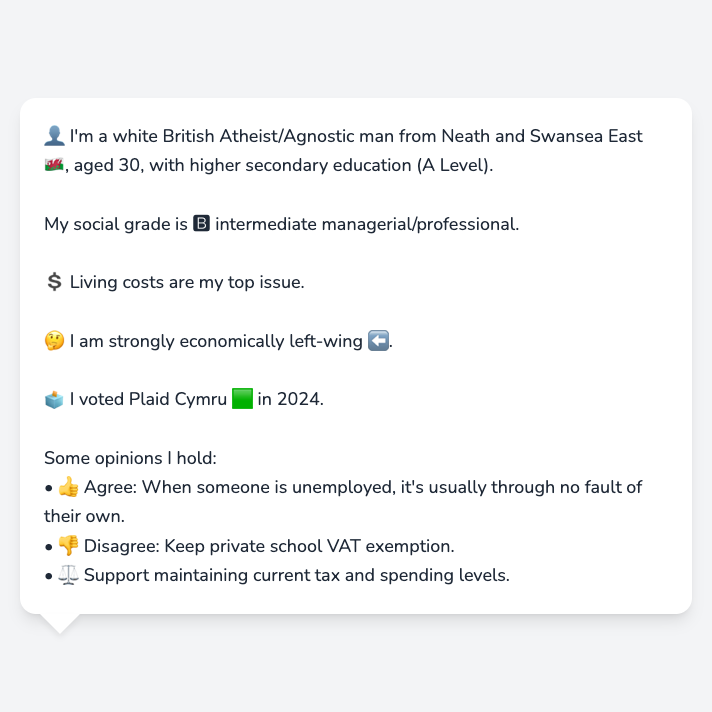 👤 I'm a white British Atheist/Agnostic man from Neath and Swansea East
🏴󠁧󠁢󠁷󠁬󠁳󠁿, aged 30, with higher secondary education (A Level).
My social grade is 🅱 intermediate managerial/professional.
💲 Living costs are my top issue.
🤔 I am strongly economically left-wing ⬅️.
🗳️ I voted Plaid Cymru 🟩 in 2024.
Some opinions I hold:
• 👍 Agree: When someone is unemployed, it's usually through no fault of
their own.
• 👎 Disagree: Keep private school VAT exemption.
• ⚖️ Support maintaining current tax and spending levels.